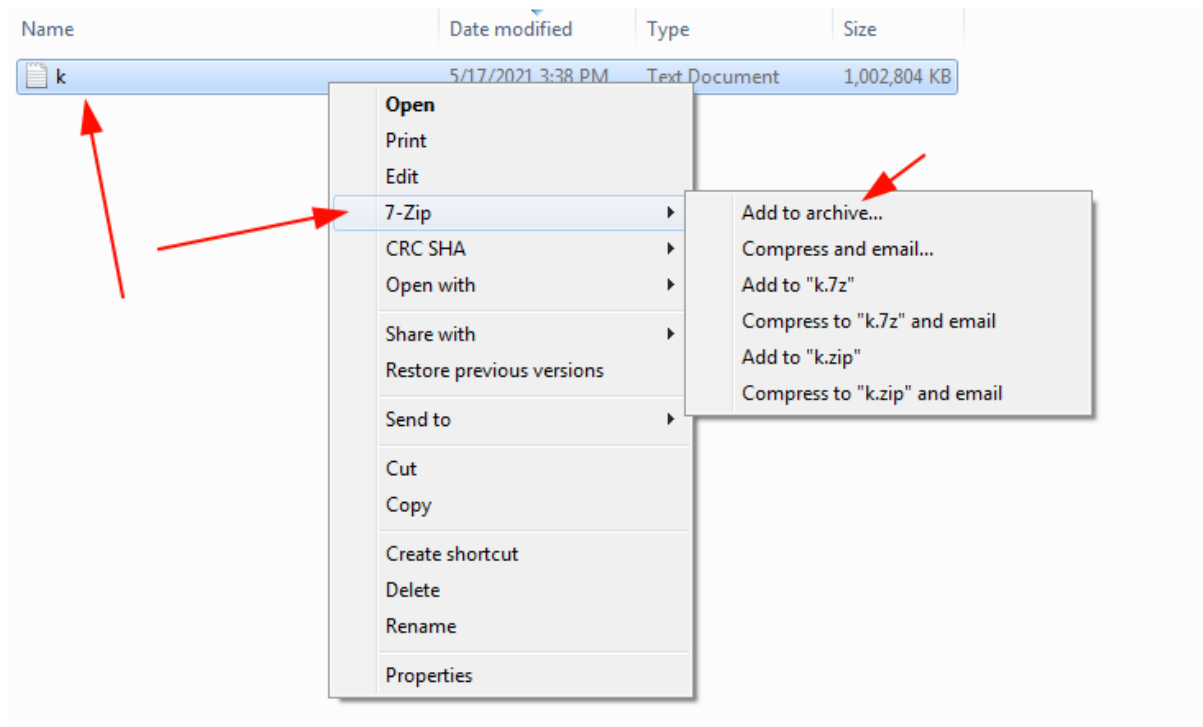 Name Date modified Type Size
k 5/17/2021 3:38 PM Text Document 1,002,804 KB
Open
Print
Edit
7-Zip
CRC SHA
Open with
Share with
Restore previous versions
Send to
Cut
Copy
Create shortcut
Delete
Rename
Properties
Add to archive...
Compress and email...
Add to "k.7z"
Compress to "k.7z" and email
Add to "k.zip"
Compress to "k.zip" and email